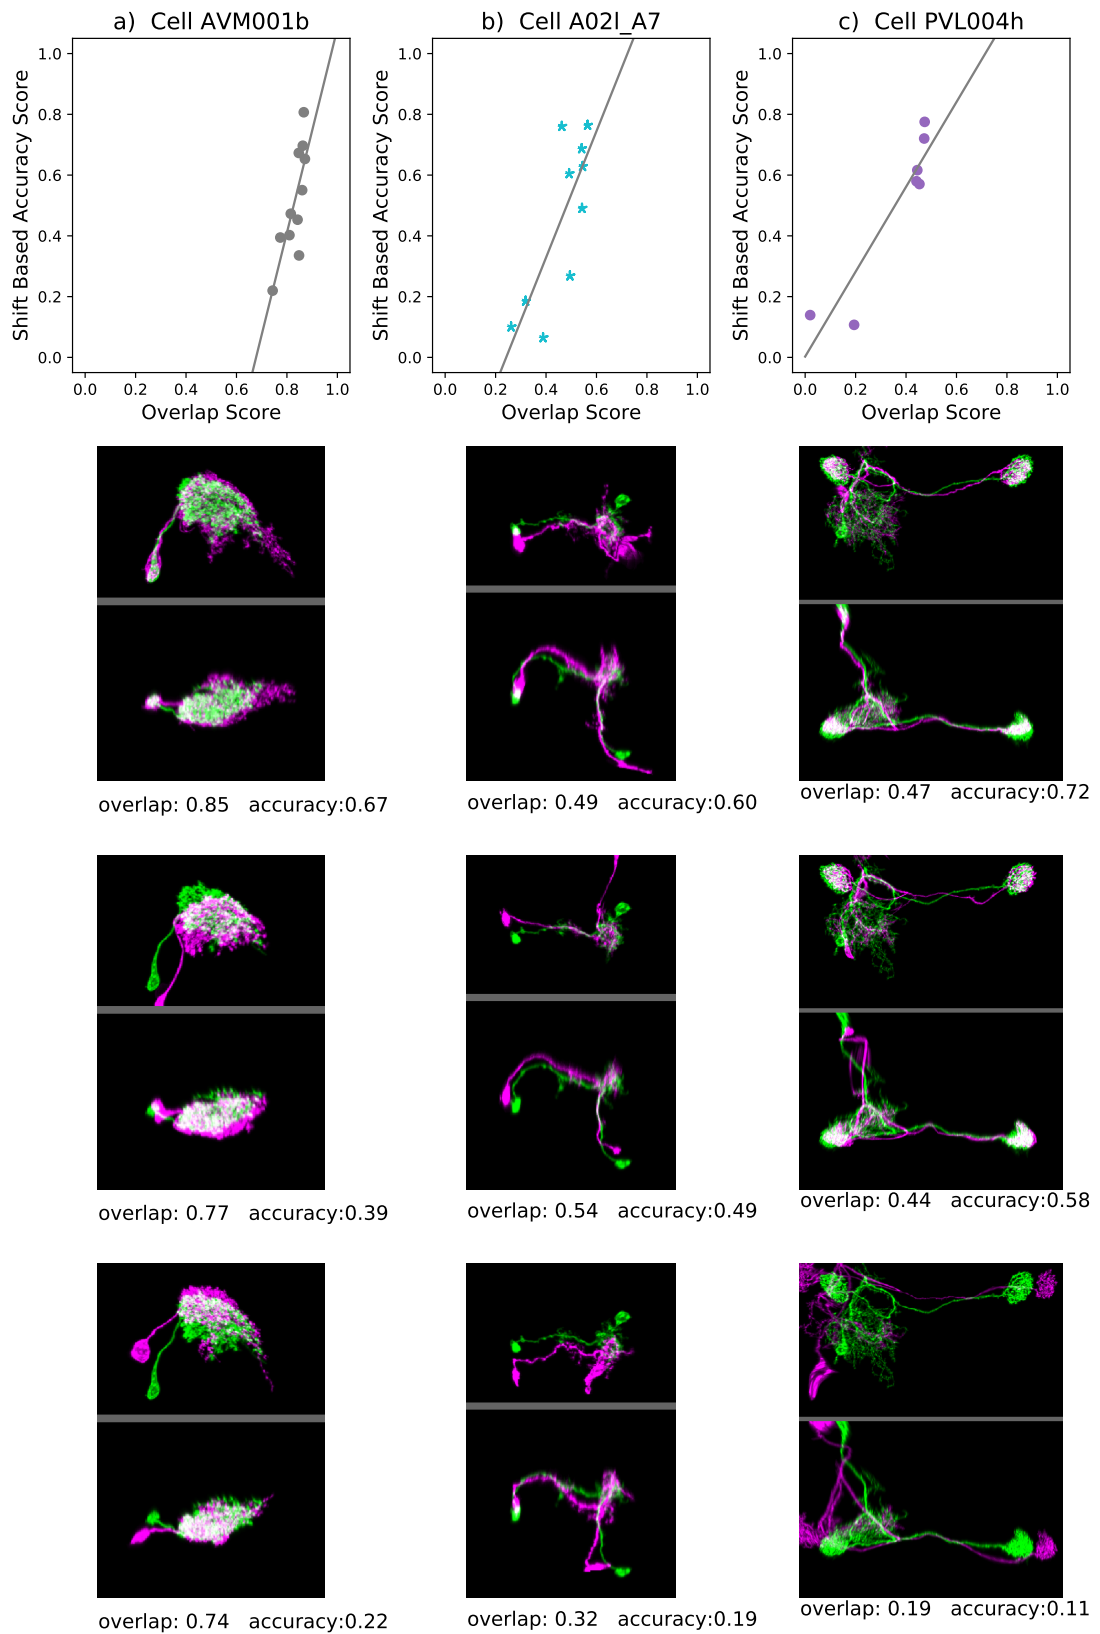 a)  Cell AVM001b
b)  Cell A02l_A7
c)  Cell PVL004h
Shift Based Accuracy Score
1.0
0.8
0.6
0.4
0.2
0.0
0.0 0.2 0.4 0.6 0.8 1.0
Overlap Score
Shift Based Accuracy Score
1.0
0.8
0.6
0.4
0.2
0.0
0.0 0.2 0.4 0.6 0.8 1.0
Overlap Score
Shift Based Accuracy Score
1.0
0.8
0.6
0.4
0.2
0.0
0.0 0.2 0.4 0.6 0.8 1.0
Overlap Score
overlap: 0.85   accuracy:0.67
overlap: 0.49   accuracy:0.60
overlap: 0.47   accuracy:0.72
overlap: 0.77   accuracy:0.39
overlap: 0.54   accuracy:0.49
overlap: 0.44   accuracy:0.58
overlap: 0.74   accuracy:0.22
overlap: 0.32   accuracy:0.19
overlap: 0.19   accuracy:0.11